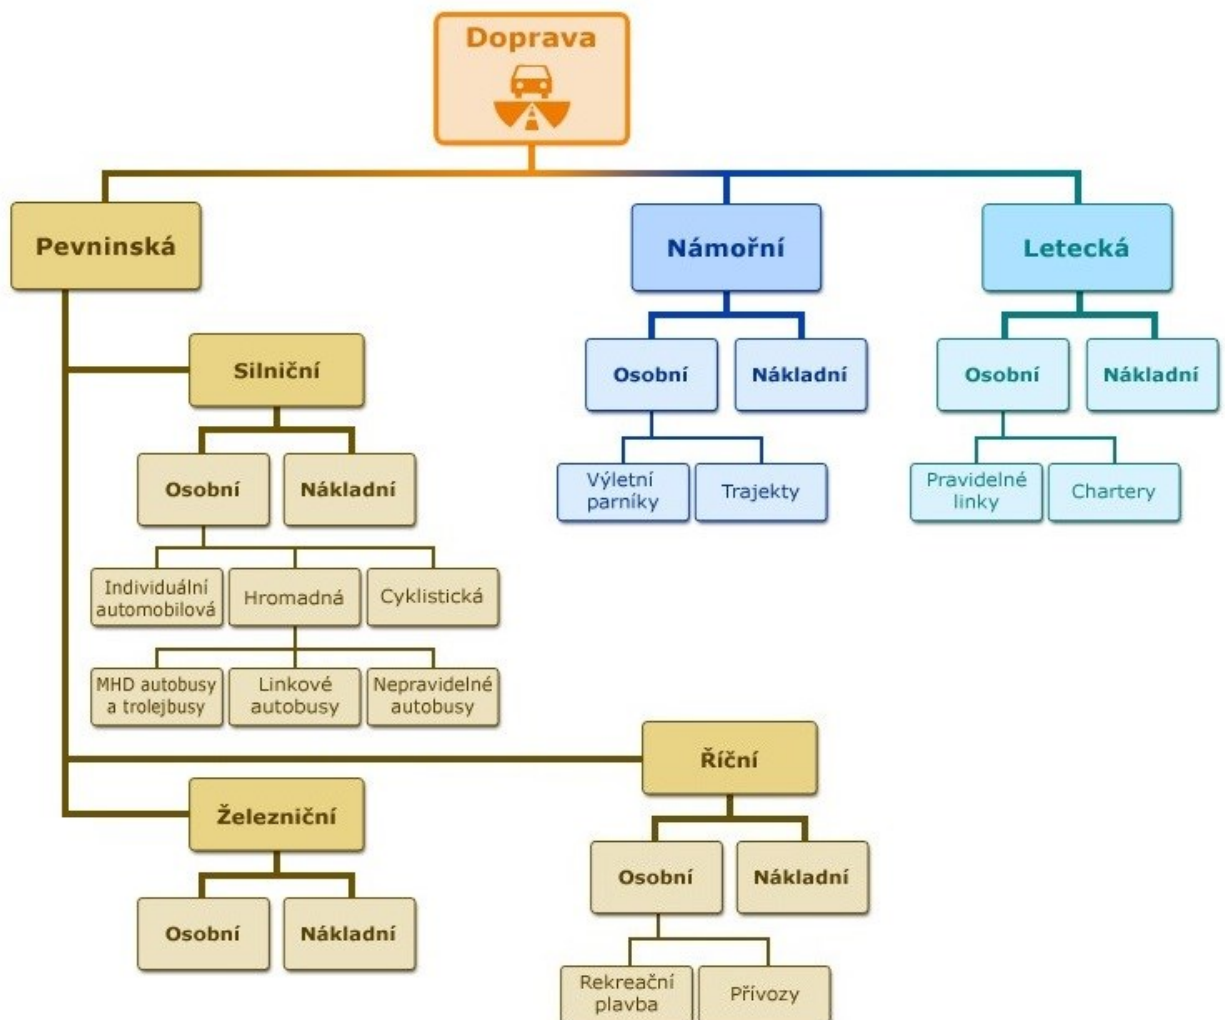 Doprava
Pevninská
Námořní
Letecká
Silniční
Osobní
Nákladní
Osobní
Nákladní
Osobní
Nákladní
Výletní
parníky
Trajekty
Pravidelné
linky
Chartery
Individuální
automobilová
Hromadná
Cyklistická
MHD autobusy
a trolejbusy
Linkové
autobusy
Nepravidelné
autobusy
Říční
Železniční
Osobní
Nákladní
Osobní
Nákladní
Rekreační
plavba
Přívozy